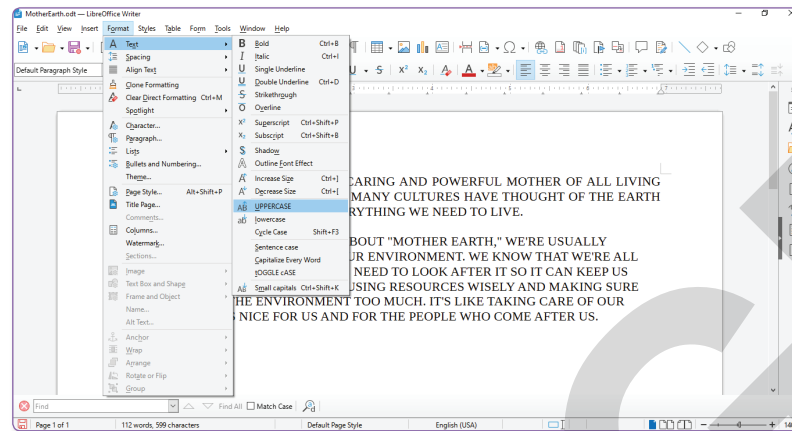 MotherEarth.odt — LibreOffice Writer
File Edit View Insert Format Styles Table Form Tools Window Help
Default Paragraph Style
Text
Spacing
Align Text
Clone Formatting
Clear Direct Formatting Ctrl+M
Spotlight
Character...
Paragraph...
Lists
Bullets and Numbering...
Theme...
Page Style... Alt+Shift+P
Title Page...
Comments...
Columns...
Watermark...
Sections...
Image
Text Box and Shape
Frame and Object
Name...
Alt Text...
Anchor
Wrap
Arrange
Rotate or Flip
Group
Bold Ctrl+B
Italic Ctrl+I
Single Underline
Double Underline Ctrl+D
Strikethrough
Overline
Superscript Ctrl+Shift+P
Subscript Ctrl+Shift+B
Shadow
Outline Font Effect
Increase Size Ctrl+]
Decrease Size Ctrl+[
UPPERCASE
lowercase
Cycle Case Shift+F3
Sentence case
Capitalize Every Word
tOGGLE cASE
Small capitals Ctrl+Shift+K
CARING AND POWERFUL MOTHER OF ALL LIVING
MANY CULTURES HAVE THOUGHT OF THE EARTH
RYTHING WE NEED TO LIVE.
BOUT "MOTHER EARTH," WE'RE USUALLY
UR ENVIRONMENT. WE KNOW THAT WE'RE ALL
NEED TO LOOK AFTER IT SO IT CAN KEEP US
USING RESOURCES WISELY AND MAKING SURE
HE ENVIRONMENT TOO MUCH. IT'S LIKE TAKING CARE OF OUR
S NICE FOR US AND FOR THE PEOPLE WHO COME AFTER US.
Find Find All Match Case
Page 1 of 1 112 words, 599 characters Default Page Style English (USA)